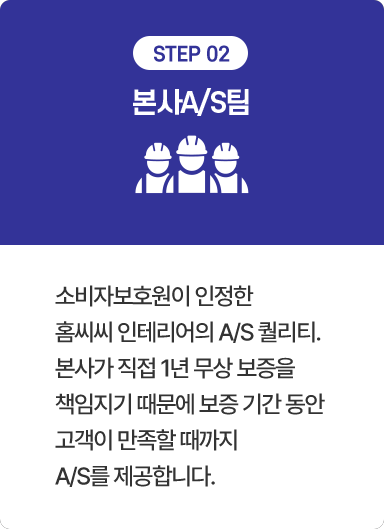 STEP 02
본사A/S팀
소비자보호원이 인정한
홈씨씨 인테리어의 A/S 퀄리티.
본사가 직접 1년 무상 보증을
책임지기 때문에 보증 기간 동안
고객이 만족할 때까지
A/S를 제공합니다.